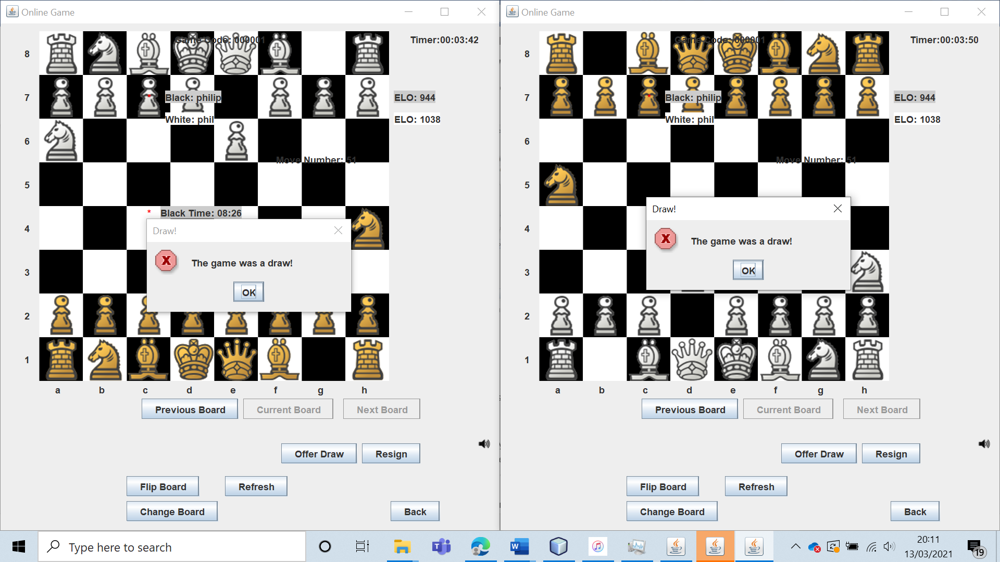 Online Game
Game Code: 000001
Timer:00:03:42
8
7
* Black: philip
ELO: 944
White: phil
ELO: 1038
6
Move Number: 51
5
* Black Time: 08:26
4
Draw!
The game was a draw!
3
OK
2
1
a b c d e f g h
Previous Board Current Board Next Board
Offer Draw Resign
Flip Board Refresh
Change Board
Back
Online Game
Game Code: 000001
Timer:00:03:50
8
7
* Black: philip
ELO: 944
White: phil
ELO: 1038
6
Move Number: 51
5
Draw!
4
The game was a draw!
3
OK
2
1
a b c d e f g h
Previous Board Current Board Next Board
Offer Draw Resign
Flip Board Refresh
Change Board
Back
Type here to search
20:11
13/03/2021
19